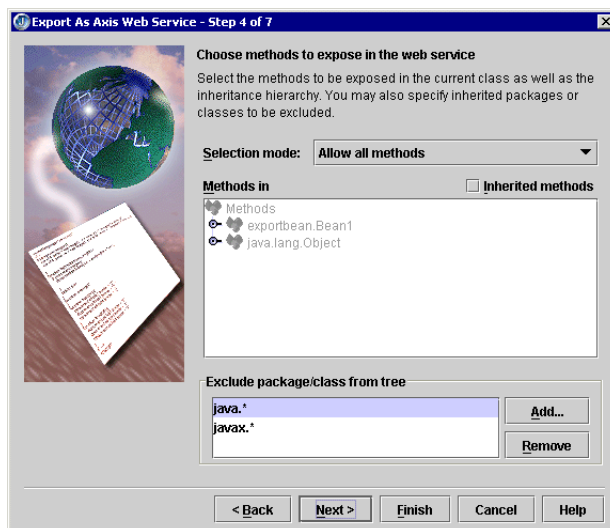 Export As Axis Web Service - Step 4 of 7
Choose methods to expose in the web service
Select the methods to be exposed in the current class as well as the
inheritance hierarchy. You may also specify inherited packages or
classes to be excluded.
Selection mode: Allow all methods
Methods in Inherited methods
Methods
exportbean.Bean1
java.lang.Object
Exclude package/class from tree
java.*
Add...
javax.*
Remove
< Back Next > Finish Cancel Help